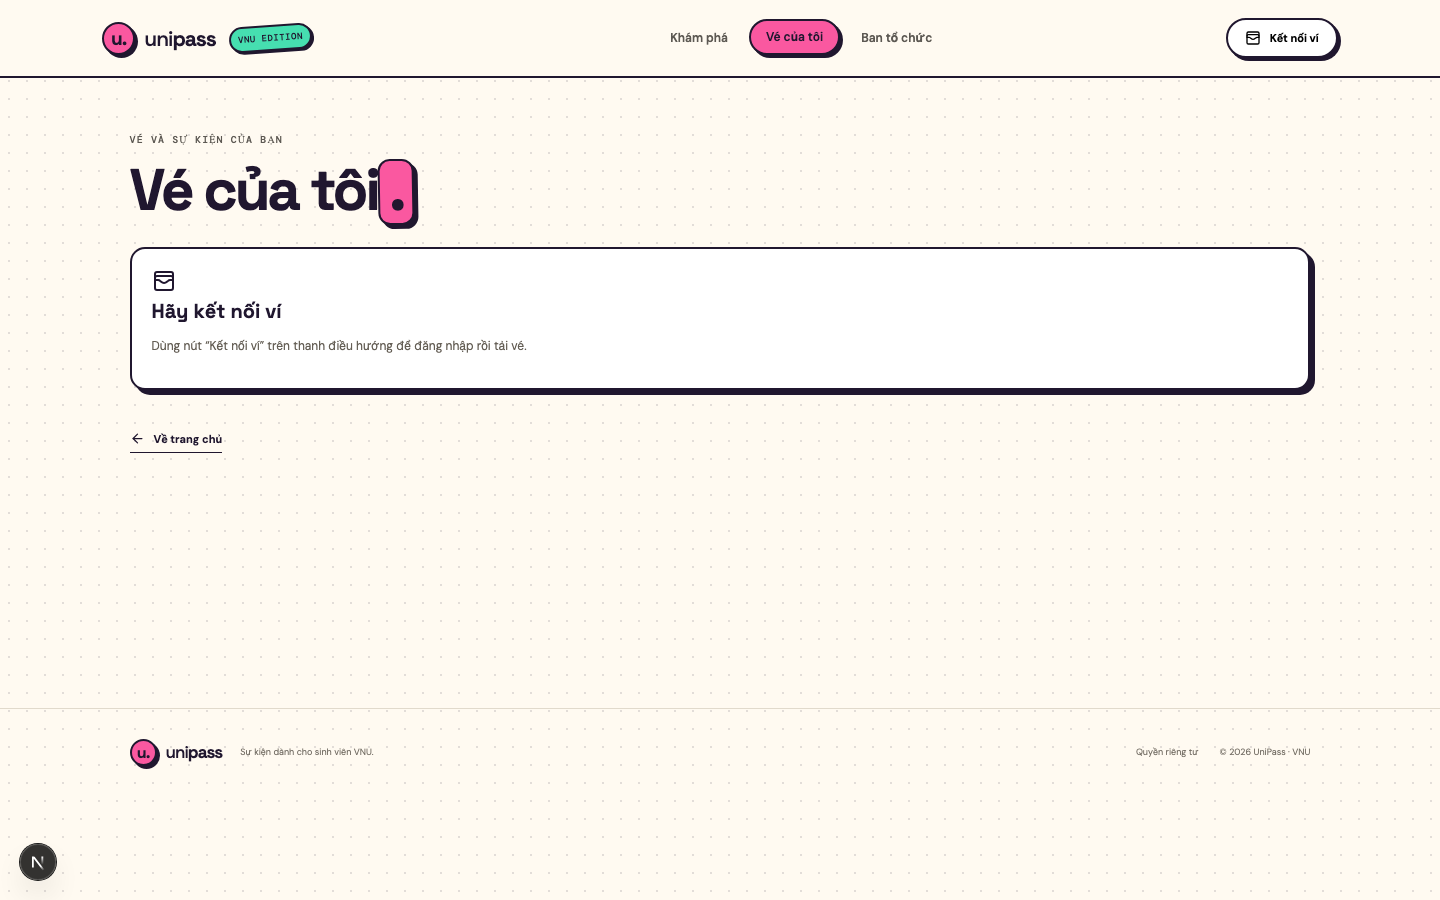 u. unipass VNU EDITION Khám phá Vé của tôi Ban tổ chức Kết nối ví
VÉ VÀ SỰ KIỆN CỦA BẠN
Vé của tôi.
Hãy kết nối ví
Dùng nút “Kết nối ví” trên thanh điều hướng để đăng nhập rồi tải vé.
Về trang chủ
u. unipass Sự kiện dành cho sinh viên VNU. Quyền riêng tư © 2026 UniPass · VNU
N